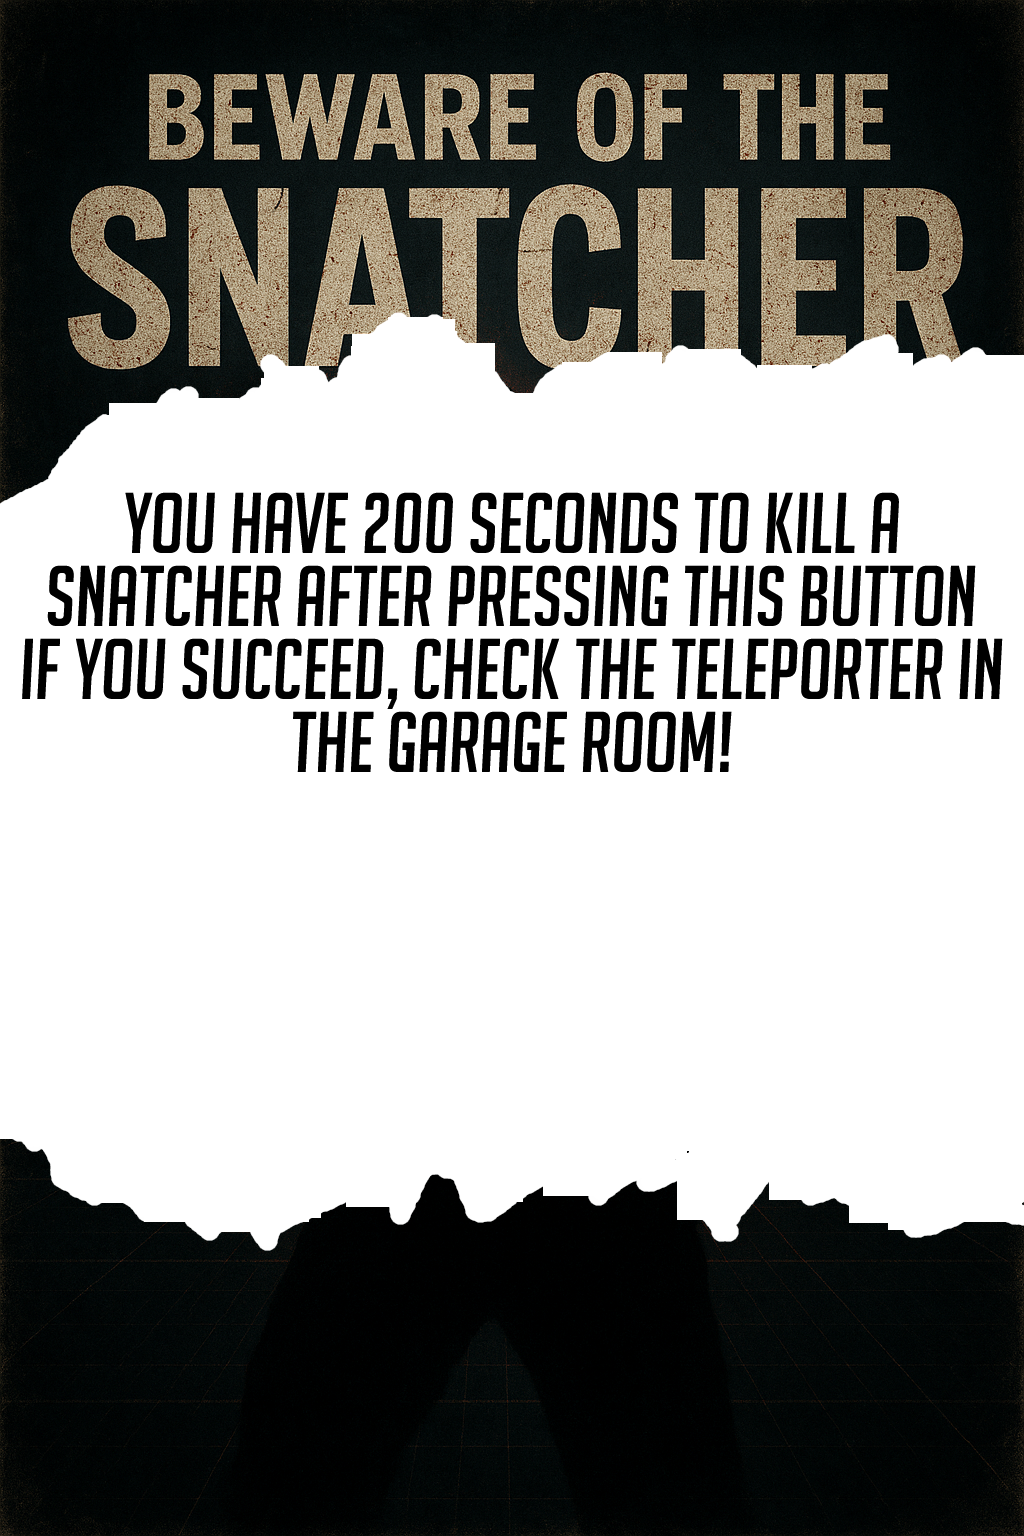 BEWARE OF THE
SNATCHER
YOU HAVE 200 SECONDS TO KILL A
SNATCHER AFTER PRESSING THIS BUTTON
IF YOU SUCCEED, CHECK THE TELEPORTER IN
THE GARAGE ROOM!